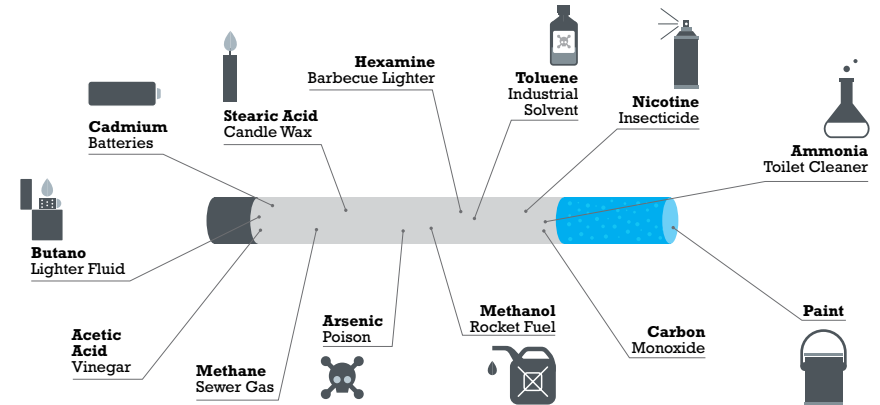 Hexamine
Barbecue Lighter
Toluene
Industrial
Solvent
Nicotine
Insecticide
Stearic Acid
Candle Wax
Cadmium
Batteries
Ammonia
Toilet Cleaner
Butano
Lighter Fluid
Acetic
Acid
Vinegar
Methane
Sewer Gas
Arsenic
Poison
Methanol
Rocket Fuel
Carbon
Monoxide
Paint